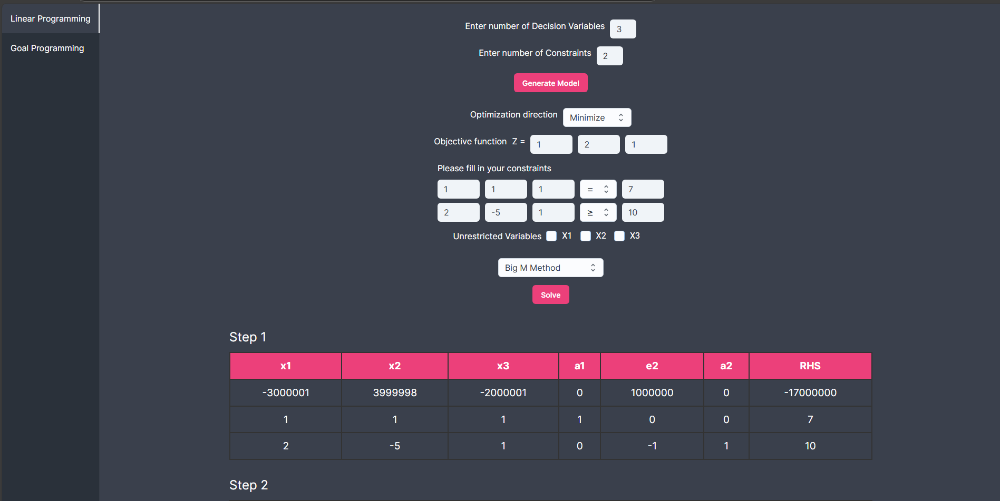 Linear Programming
Goal Programming
Enter number of Decision Variables 3
Enter number of Constraints 2
Generate Model
Optimization direction Minimize
Objective function Z = 1 2 1
Please fill in your constraints
1 1 1 = 7
2 -5 1 ≥ 10
Unrestricted Variables X1 X2 X3
Big M Method
Solve
Step 1
x1 x2 x3 a1 e2 a2 RHS
-3000001 3999998 -2000001 0 1000000 0 -17000000
1 1 1 1 0 0 7
2 -5 1 0 -1 1 10
Step 2